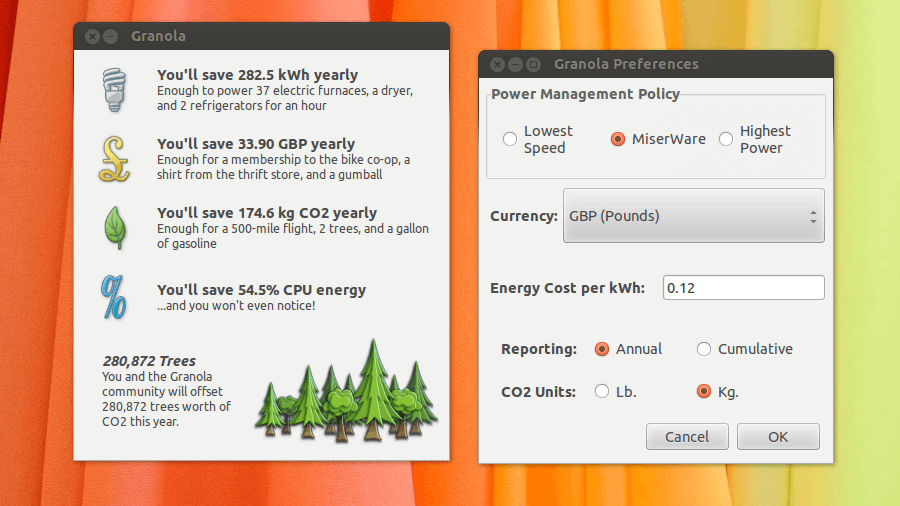 Granola
You'll save 282.5 kWh yearly
Enough to power 37 electric furnaces, a dryer,
and 2 refrigerators for an hour
£
You'll save 33.90 GBP yearly
Enough for a membership to the bike co-op, a
shirt from the thrift store, and a gumball
You'll save 174.6 kg CO2 yearly
Enough for a 500-mile flight, 2 trees, and a gallon
of gasoline
%
You'll save 54.5% CPU energy
...and you won't even notice!
280,872 Trees
You and the Granola
community will offset
280,872 trees worth of
CO2 this year.
Granola Preferences
Power Management Policy
Lowest
Speed
MiserWare
Highest
Power
Currency:
GBP (Pounds)
Energy Cost per kWh:
0.12
Reporting:
Annual
Cumulative
CO2 Units:
Lb.
Kg.
Cancel
OK